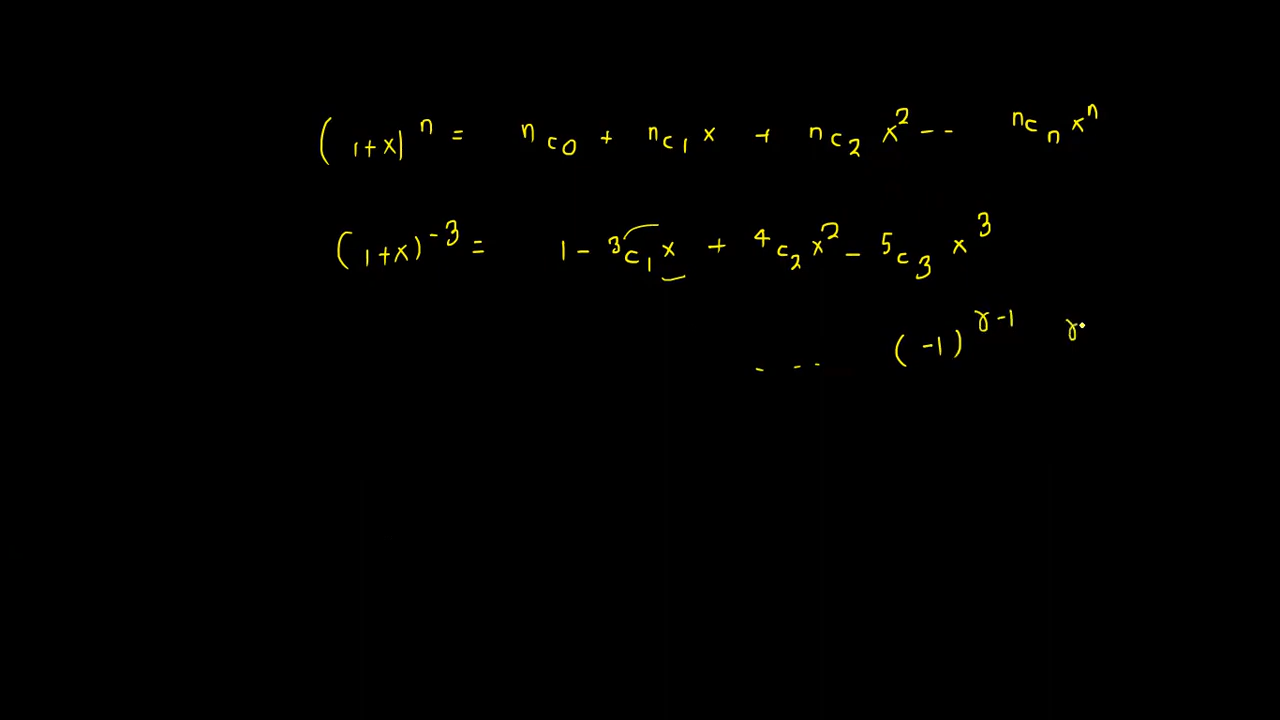 (1+x)ⁿ = ⁿc₀ + ⁿc₁ x + ⁿc₂ x² -- ⁿcₙ xⁿ
(1+x)⁻³ = 1 - ³c₁ x + ⁴c₂ x² - ⁵c₃ x³
. - - . . (-1)^(r-1) r